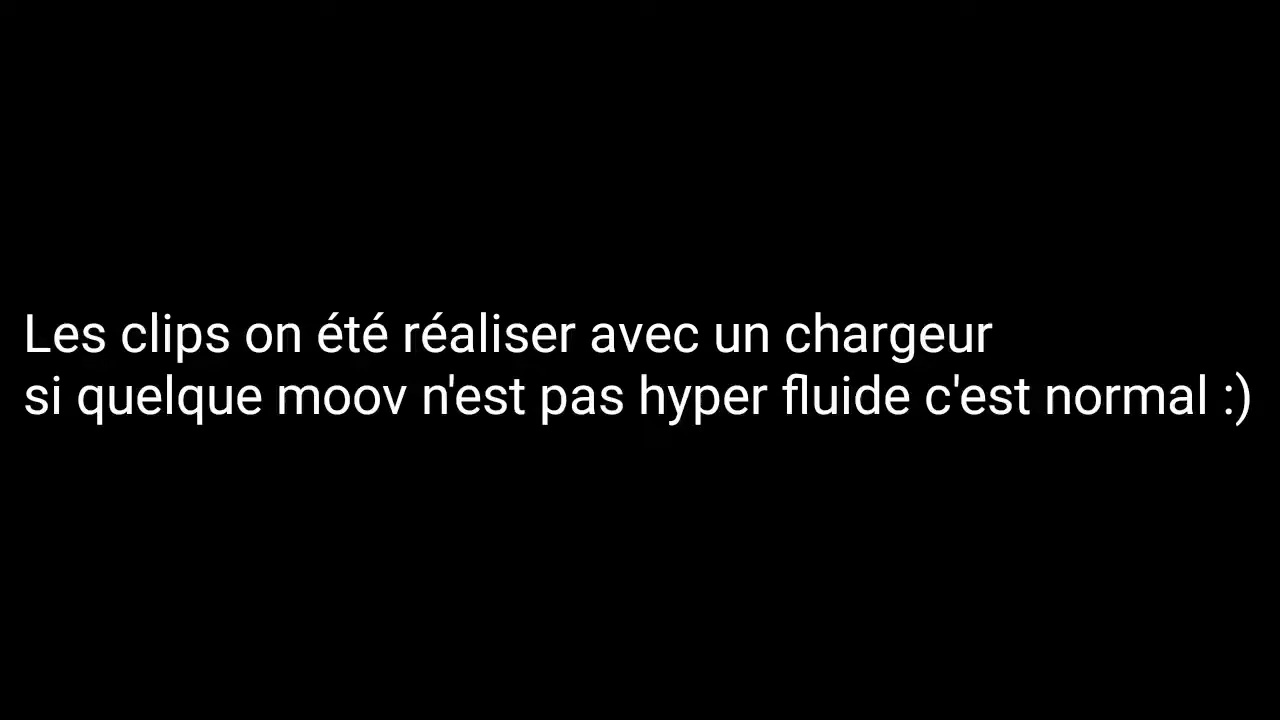 Les clips on été réaliser avec un chargeur
si quelque moov n'est pas hyper fluide c'est normal :)